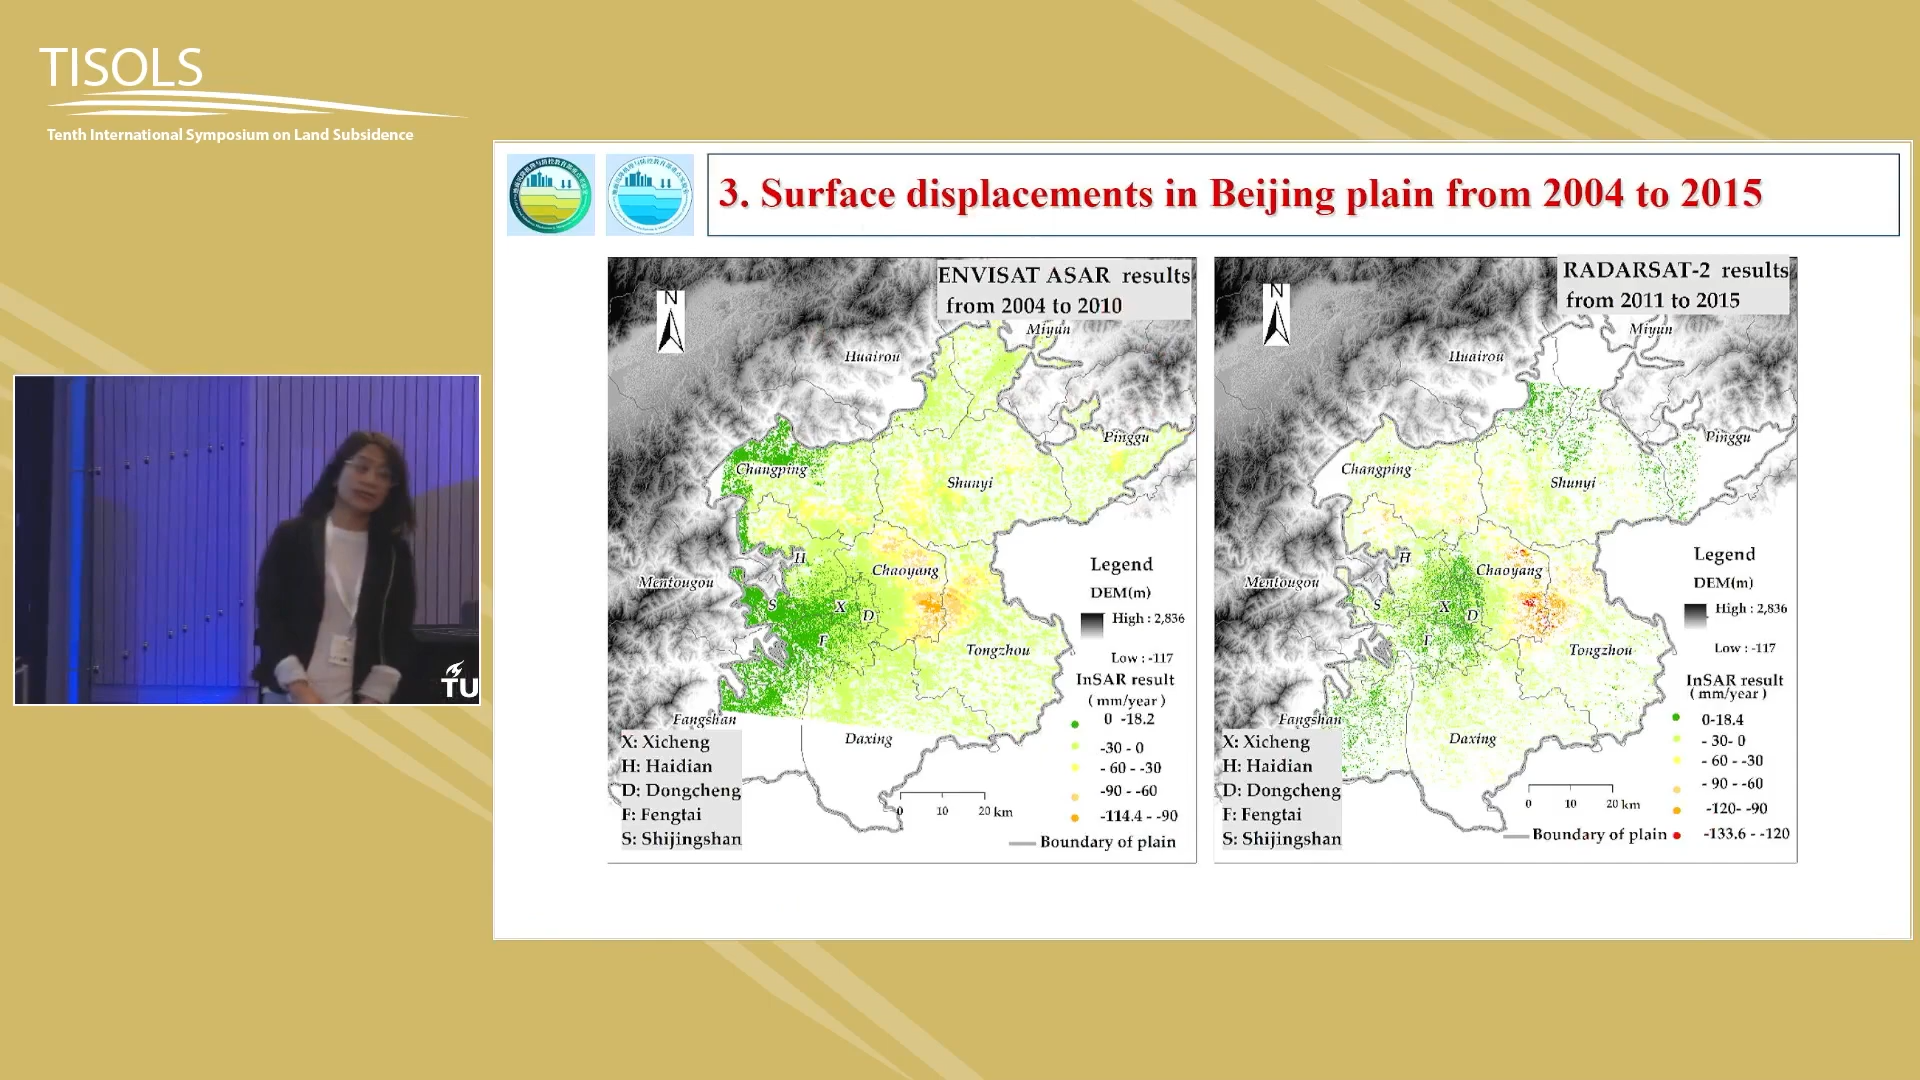 TISOLS
Tenth International Symposium on Land Subsidence
3. Surface displacements in Beijing plain from 2004 to 2015
ENVISAT ASAR results
from 2004 to 2010
N
Miyun
Huairou
Pinggu
Changping
Shunyi
H
Chaoyang
Mentougou
S
X
D
F
Tongzhou
Fangshan
Daxing
Legend
DEM(m)
High : 2,836
Low : -117
InSAR result
( mm/year )
0 -18.2
-30 - 0
- 60 - -30
-90 - -60
-114.4 - -90
Boundary of plain
0 10 20 km
X: Xicheng
H: Haidian
D: Dongcheng
F: Fengtai
S: Shijingshan
RADARSAT-2 results
from 2011 to 2015
N
Miyun
Huairou
Pinggu
Changping
Shunyi
H
Chaoyang
Mentougou
S
X
D
F
Tongzhou
Fangshan
Daxing
Legend
DEM(m)
High : 2,836
Low : -117
InSAR result
( mm/year )
0-18.4
- 30- 0
- 60 - -30
- 90 - -60
-120- -90
-133.6 - -120
Boundary of plain
0 10 20 km
X: Xicheng
H: Haidian
D: Dongcheng
F: Fengtai
S: Shijingshan
TU